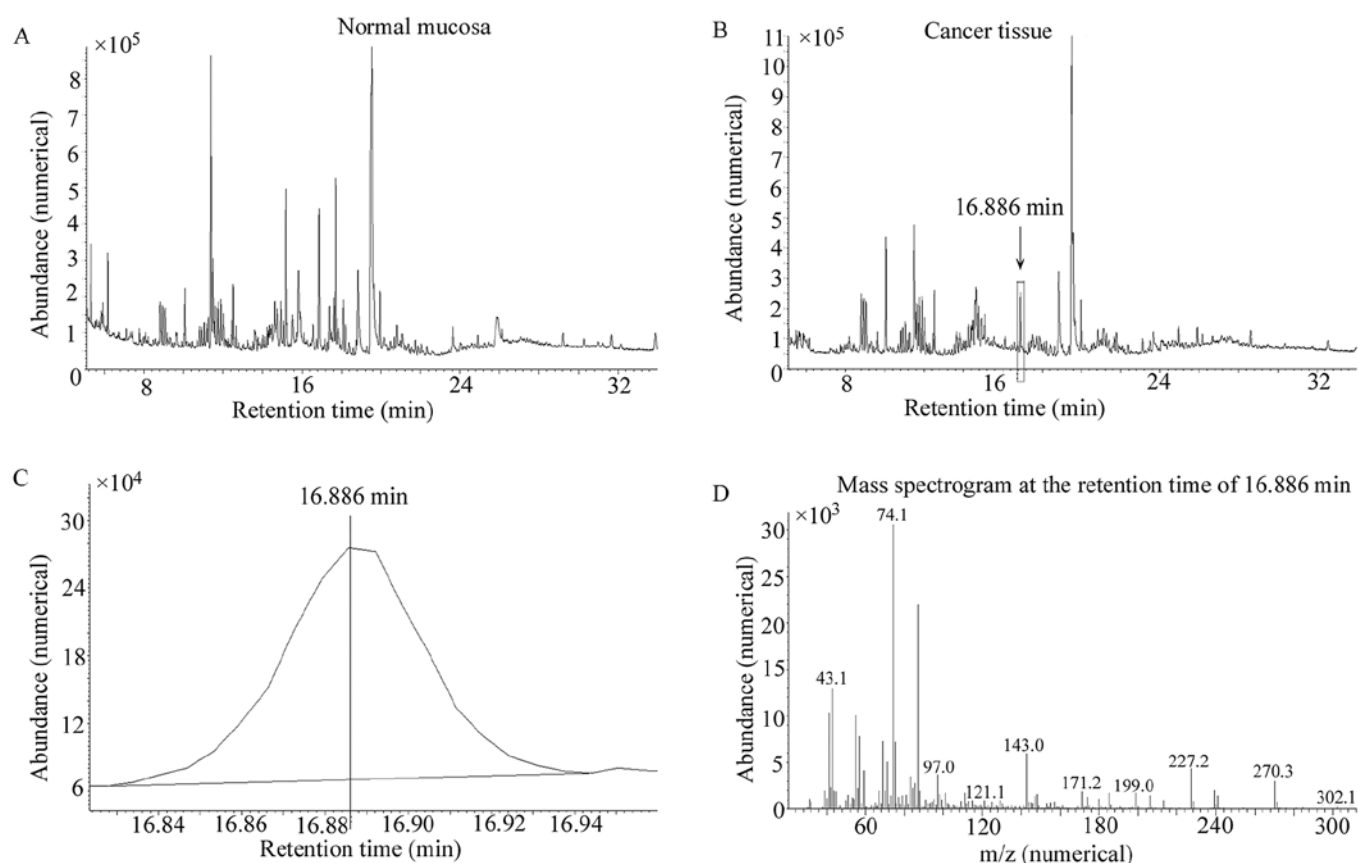 A
Normal mucosa
×10⁵
8
7
6
5
4
3
2
1
0
Abundance (numerical)
8 16 24 32
Retention time (min)
B
Cancer tissue
×10⁵
11
10
9
8
7
6
5
4
3
2
1
0
Abundance (numerical)
16.886 min
8 16 24 32
Retention time (min)
C
×10⁴
16.886 min
30
24
18
12
6
Abundance (numerical)
16.84 16.86 16.88 16.90 16.92 16.94
Retention time (min)
D
Mass spectrogram at the retention time of 16.886 min
×10³
30
20
10
0
Abundance (numerical)
74.1
43.1
97.0
121.1
143.0
171.2
199.0
227.2
270.3
302.1
60 120 180 240 300
m/z (numerical)